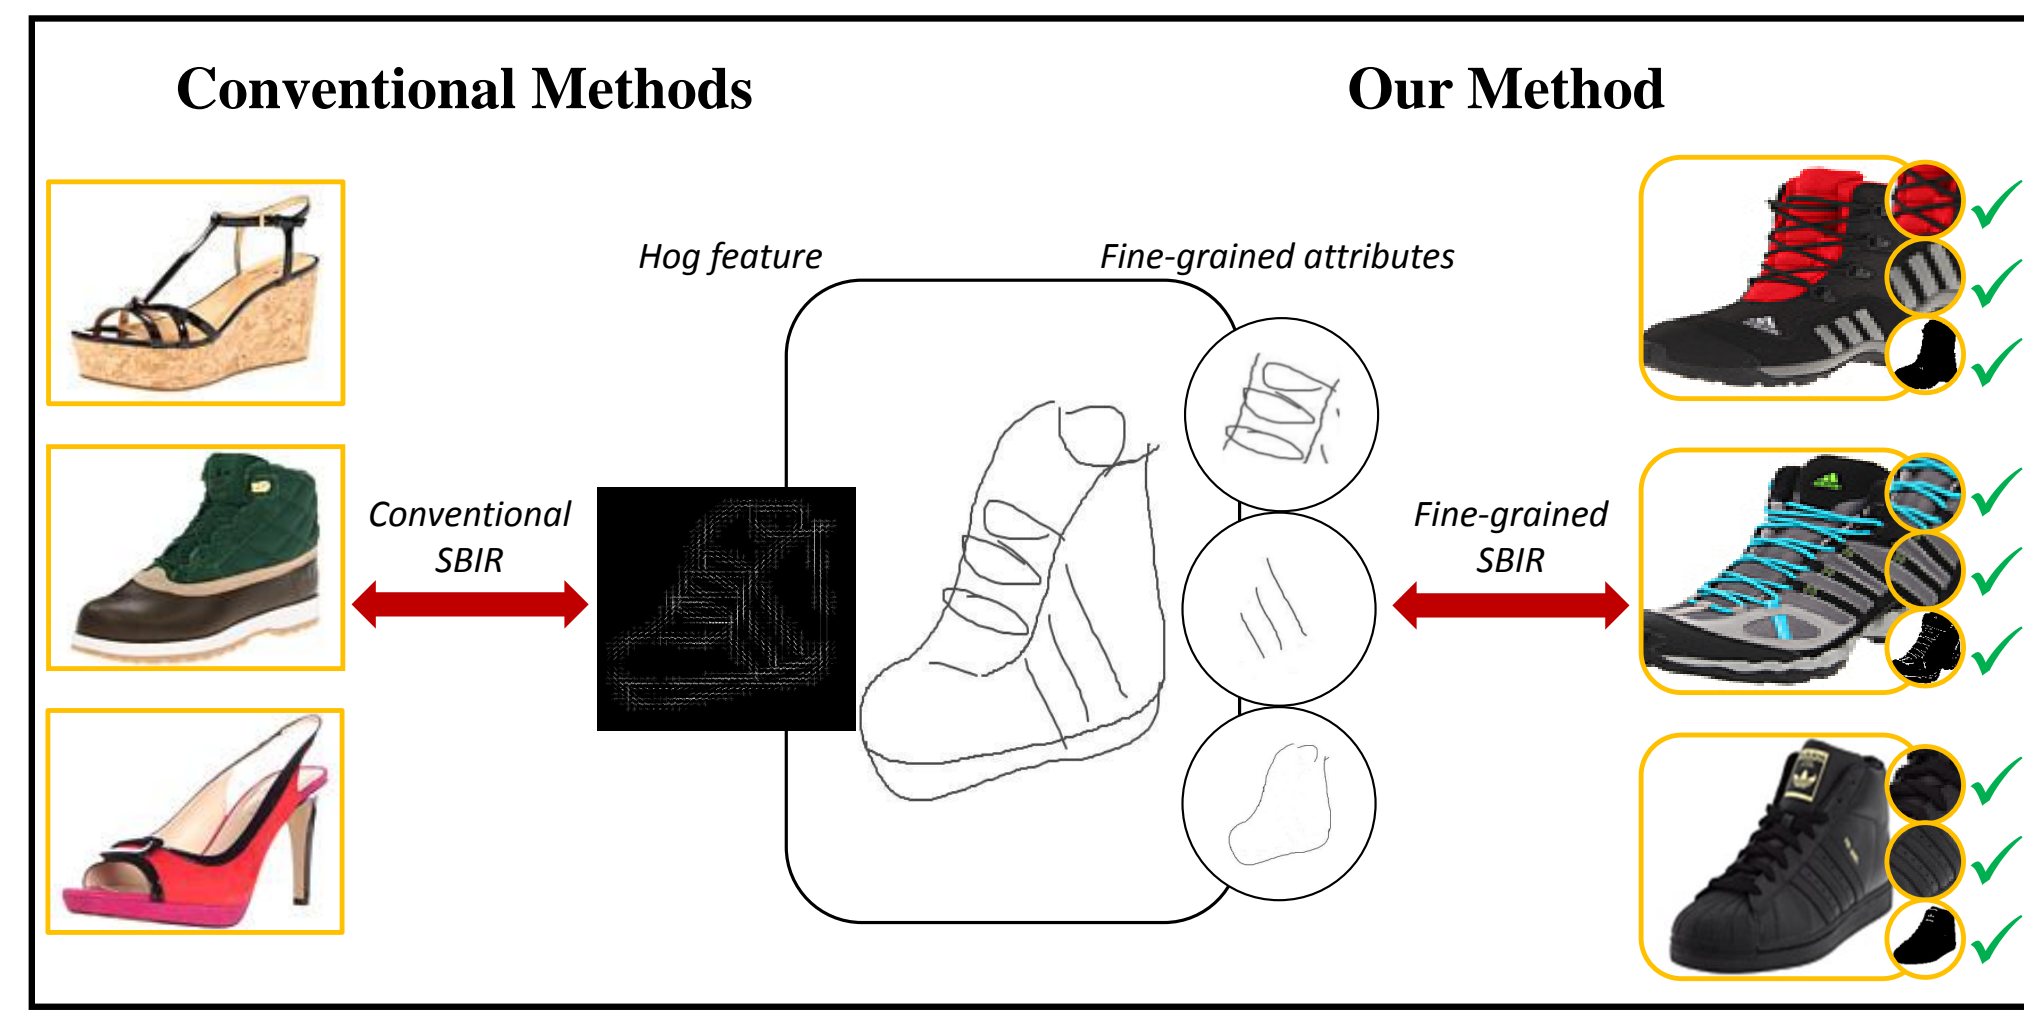 Conventional Methods
Our Method
Hog feature
Fine-grained attributes
Conventional
SBIR
Fine-grained
SBIR